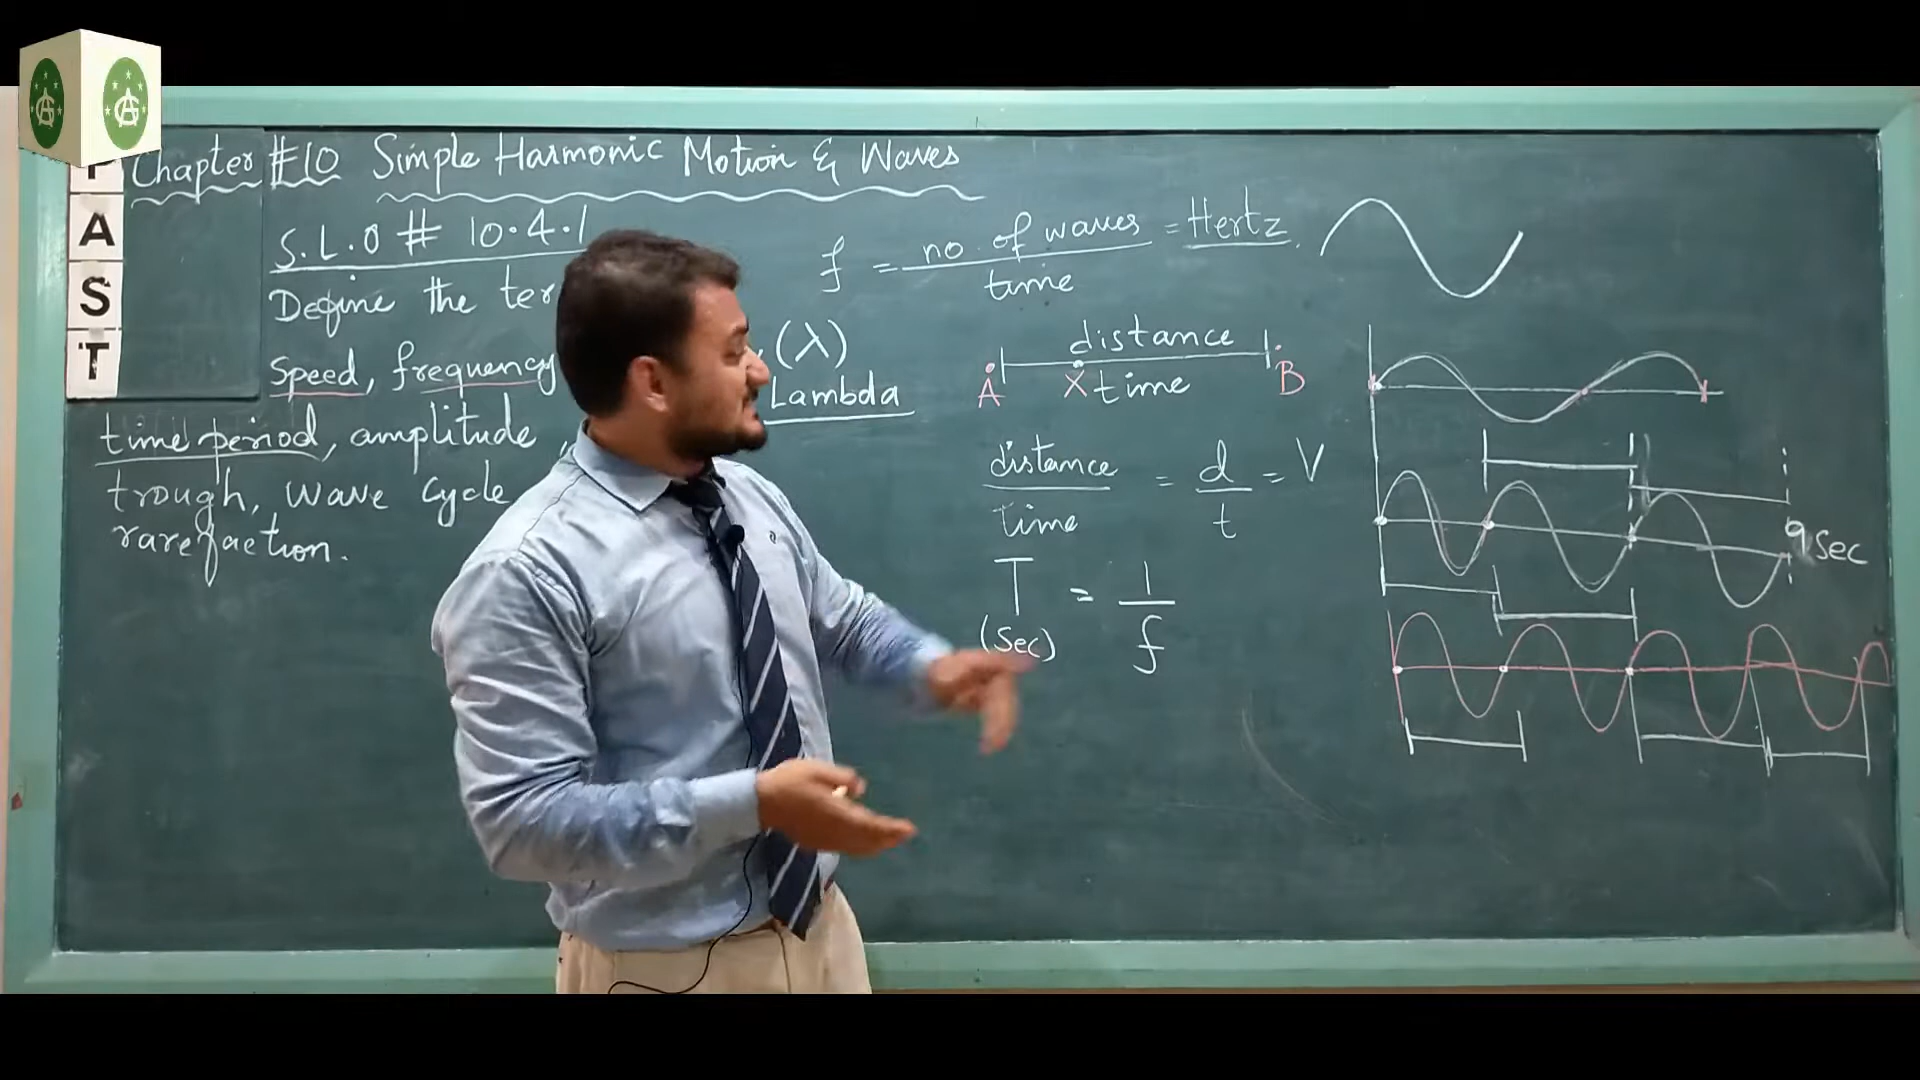 Chapter #10 Simple Harmonic Motion & Waves
S.L.O # 10.4.1
Define the ter
Speed, frequency
time period, amplitude,
trough, wave cycle
rarefaction.
A
S
T
(λ)
Lambda
f = no. of waves = Hertz.
time
distance
A X time B
distance = d = V
time t
T = 1
(Sec) f
9 Sec